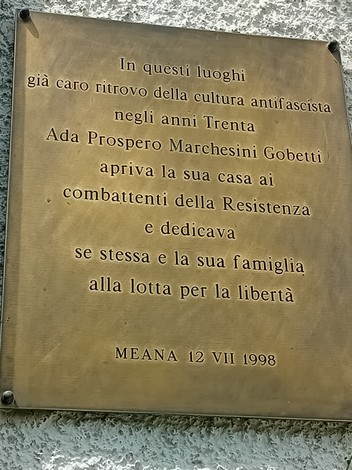 In questi luoghi
già caro ritrovo della cultura antifascista
negli anni Trenta
Ada Prospero Marchesini Gobetti
apriva la sua casa ai
combattenti della Resistenza
e dedicava
se stessa e la sua famiglia
alla lotta per la libertà
MEANA 12 VII 1998